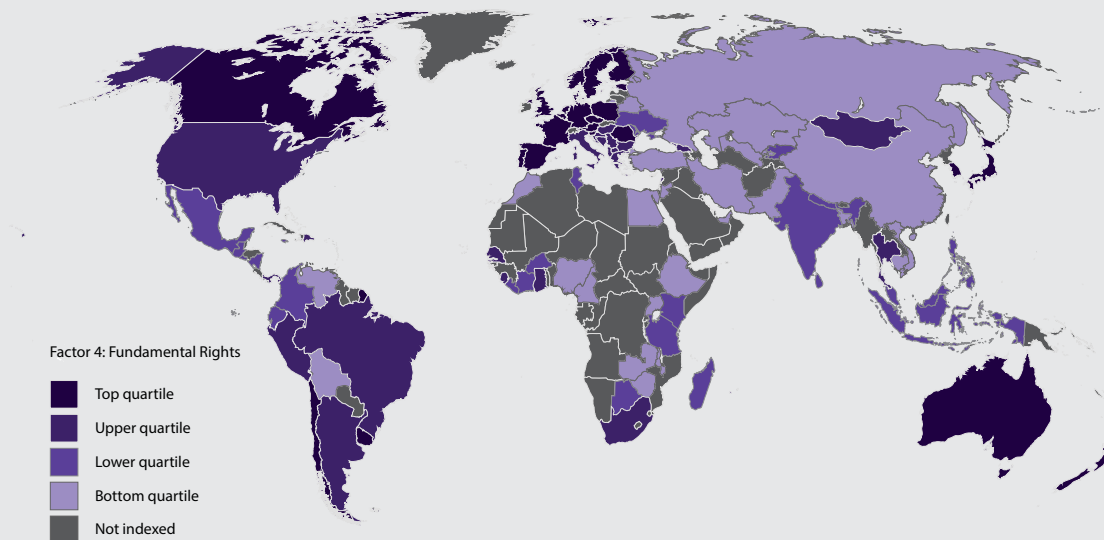 Factor 4: Fundamental Rights
Top quartile
Upper quartile
Lower quartile
Bottom quartile
Not indexed